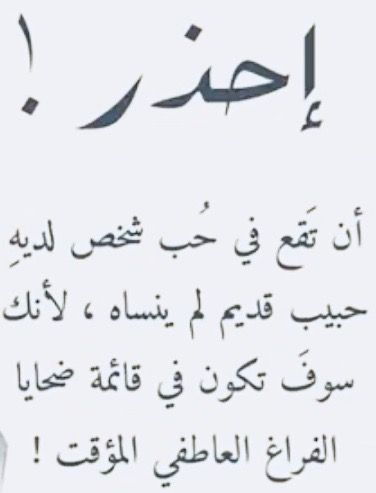 إحذر !
أن تَقع في حُب شخص لديهِ
حبيب قديم لم ينساه ، لأنك
سوفَ تكون في قائمة ضحايا
الفراغ العاطفي المؤقت !